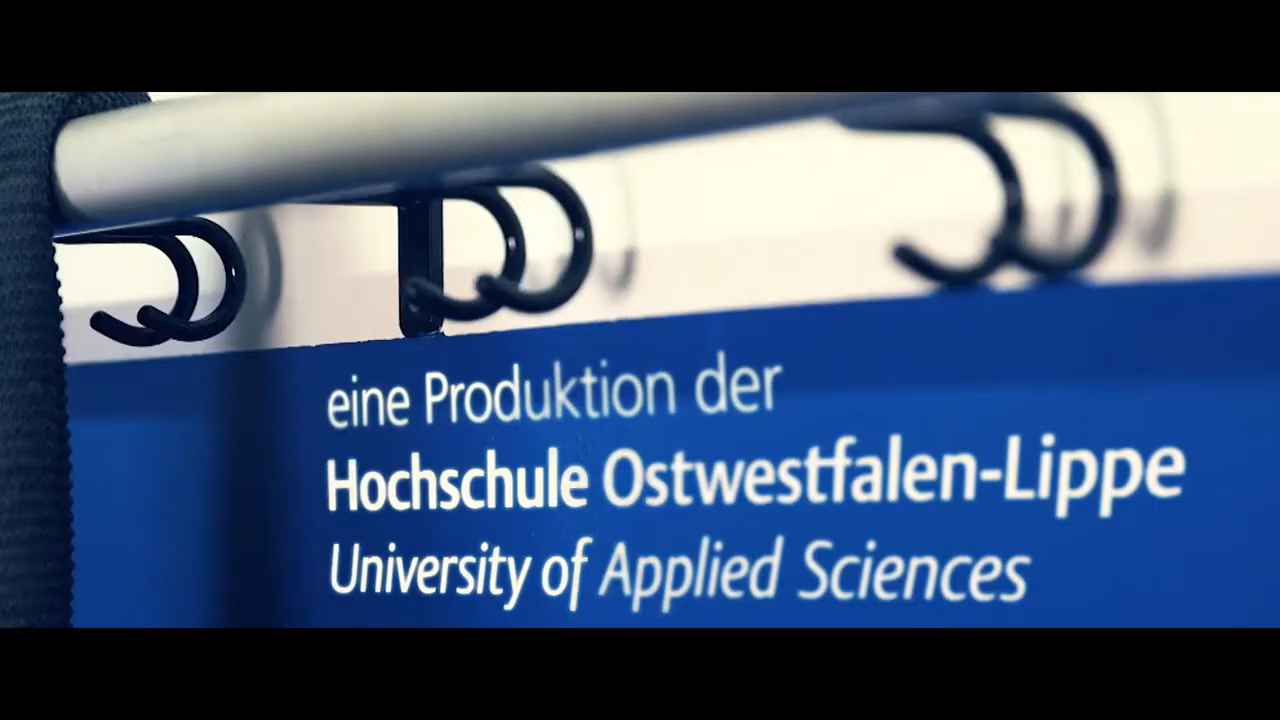 eine Produktion der
Hochschule Ostwestfalen-Lippe
University of Applied Sciences